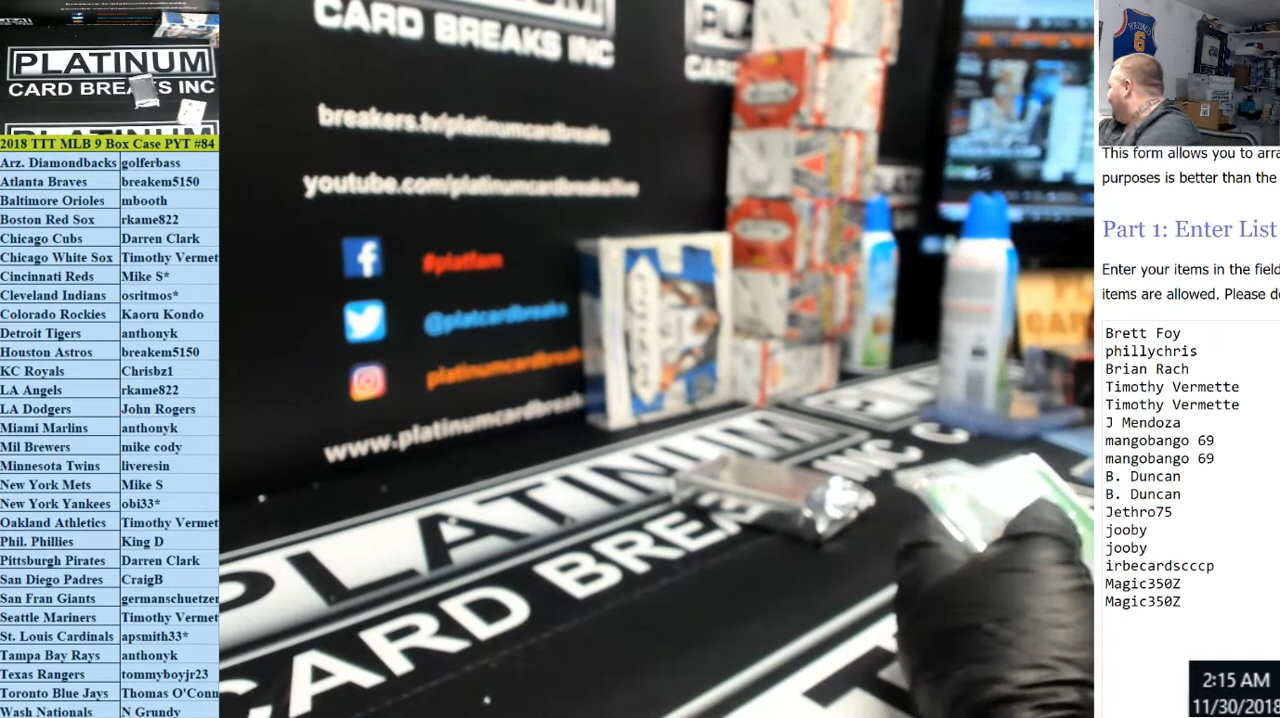 PLATINUM
CARD BREAKS INC
2018 TTT MLB 9 Box Case PYT #84
Arz. Diamondbacks golferbass
Atlanta Braves breakem5150
Baltimore Orioles mbooth
Boston Red Sox rkame822
Chicago Cubs Darren Clark
Chicago White Sox Timothy Vermet
Cincinnati Reds Mike S*
Cleveland Indians osritmos*
Colorado Rockies Kaoru Kondo
Detroit Tigers anthonyk
Houston Astros breakem5150
KC Royals Chrisbz1
LA Angels rkame822
LA Dodgers John Rogers
Miami Marlins anthonyk
Mil Brewers mike cody
Minnesota Twins liveresin
New York Mets Mike S
New York Yankees obi33*
Oakland Athletics Timothy Vermet
Phil. Phillies King D
Pittsburgh Pirates Darren Clark
San Diego Padres CraigB
San Fran Giants germanschuetzer
Seattle Mariners Timothy Vermet
St. Louis Cardinals apsmith33*
Tampa Bay Rays anthonyk
Texas Rangers tommyboyjr23
Toronto Blue Jays Thomas O'Conn
Wash Nationals N Grundy
CARD BREAKS INC
breakers.tv/platinumcardbreaks
youtube.com/platinumcardbreakslive
#platfam
@platcardbreaks
platinumcardbreak
www.platinumcardbreak
PRIZM
PLATINUM INC
CARD BREA
6
This form allows you to arra
purposes is better than the
Part 1: Enter List
Enter your items in the field
items are allowed. Please do
Brett Foy
phillychris
Brian Rach
Timothy Vermette
Timothy Vermette
J Mendoza
mangobango 69
mangobango 69
B. Duncan
B. Duncan
Jethro75
jooby
jooby
irbecardscccp
Magic350Z
Magic350Z
2:15 AM
11/30/2018